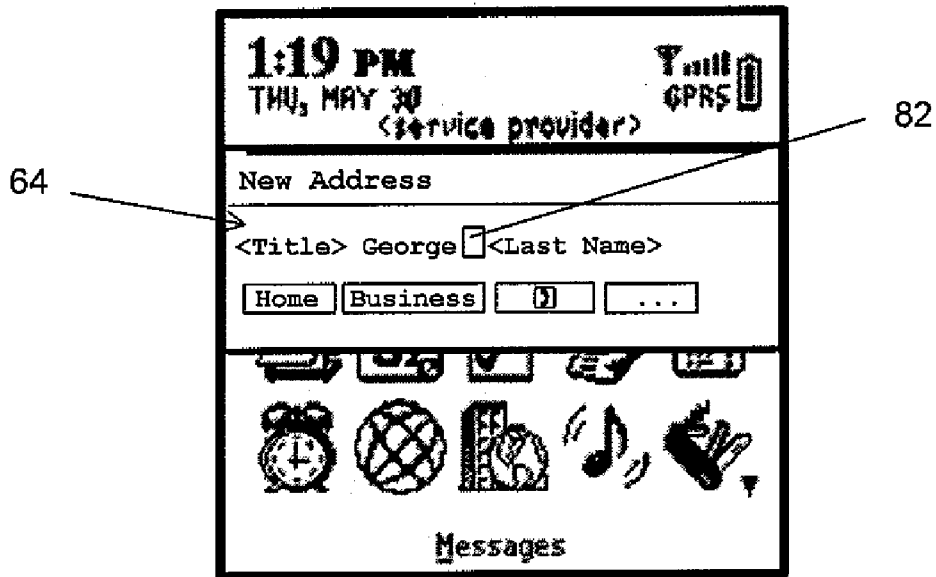 1:19 PM
THU, MAY 30
GPRS
<service provider>
82
New Address
64
<Title> George <Last Name>
Home Business ...
Messages